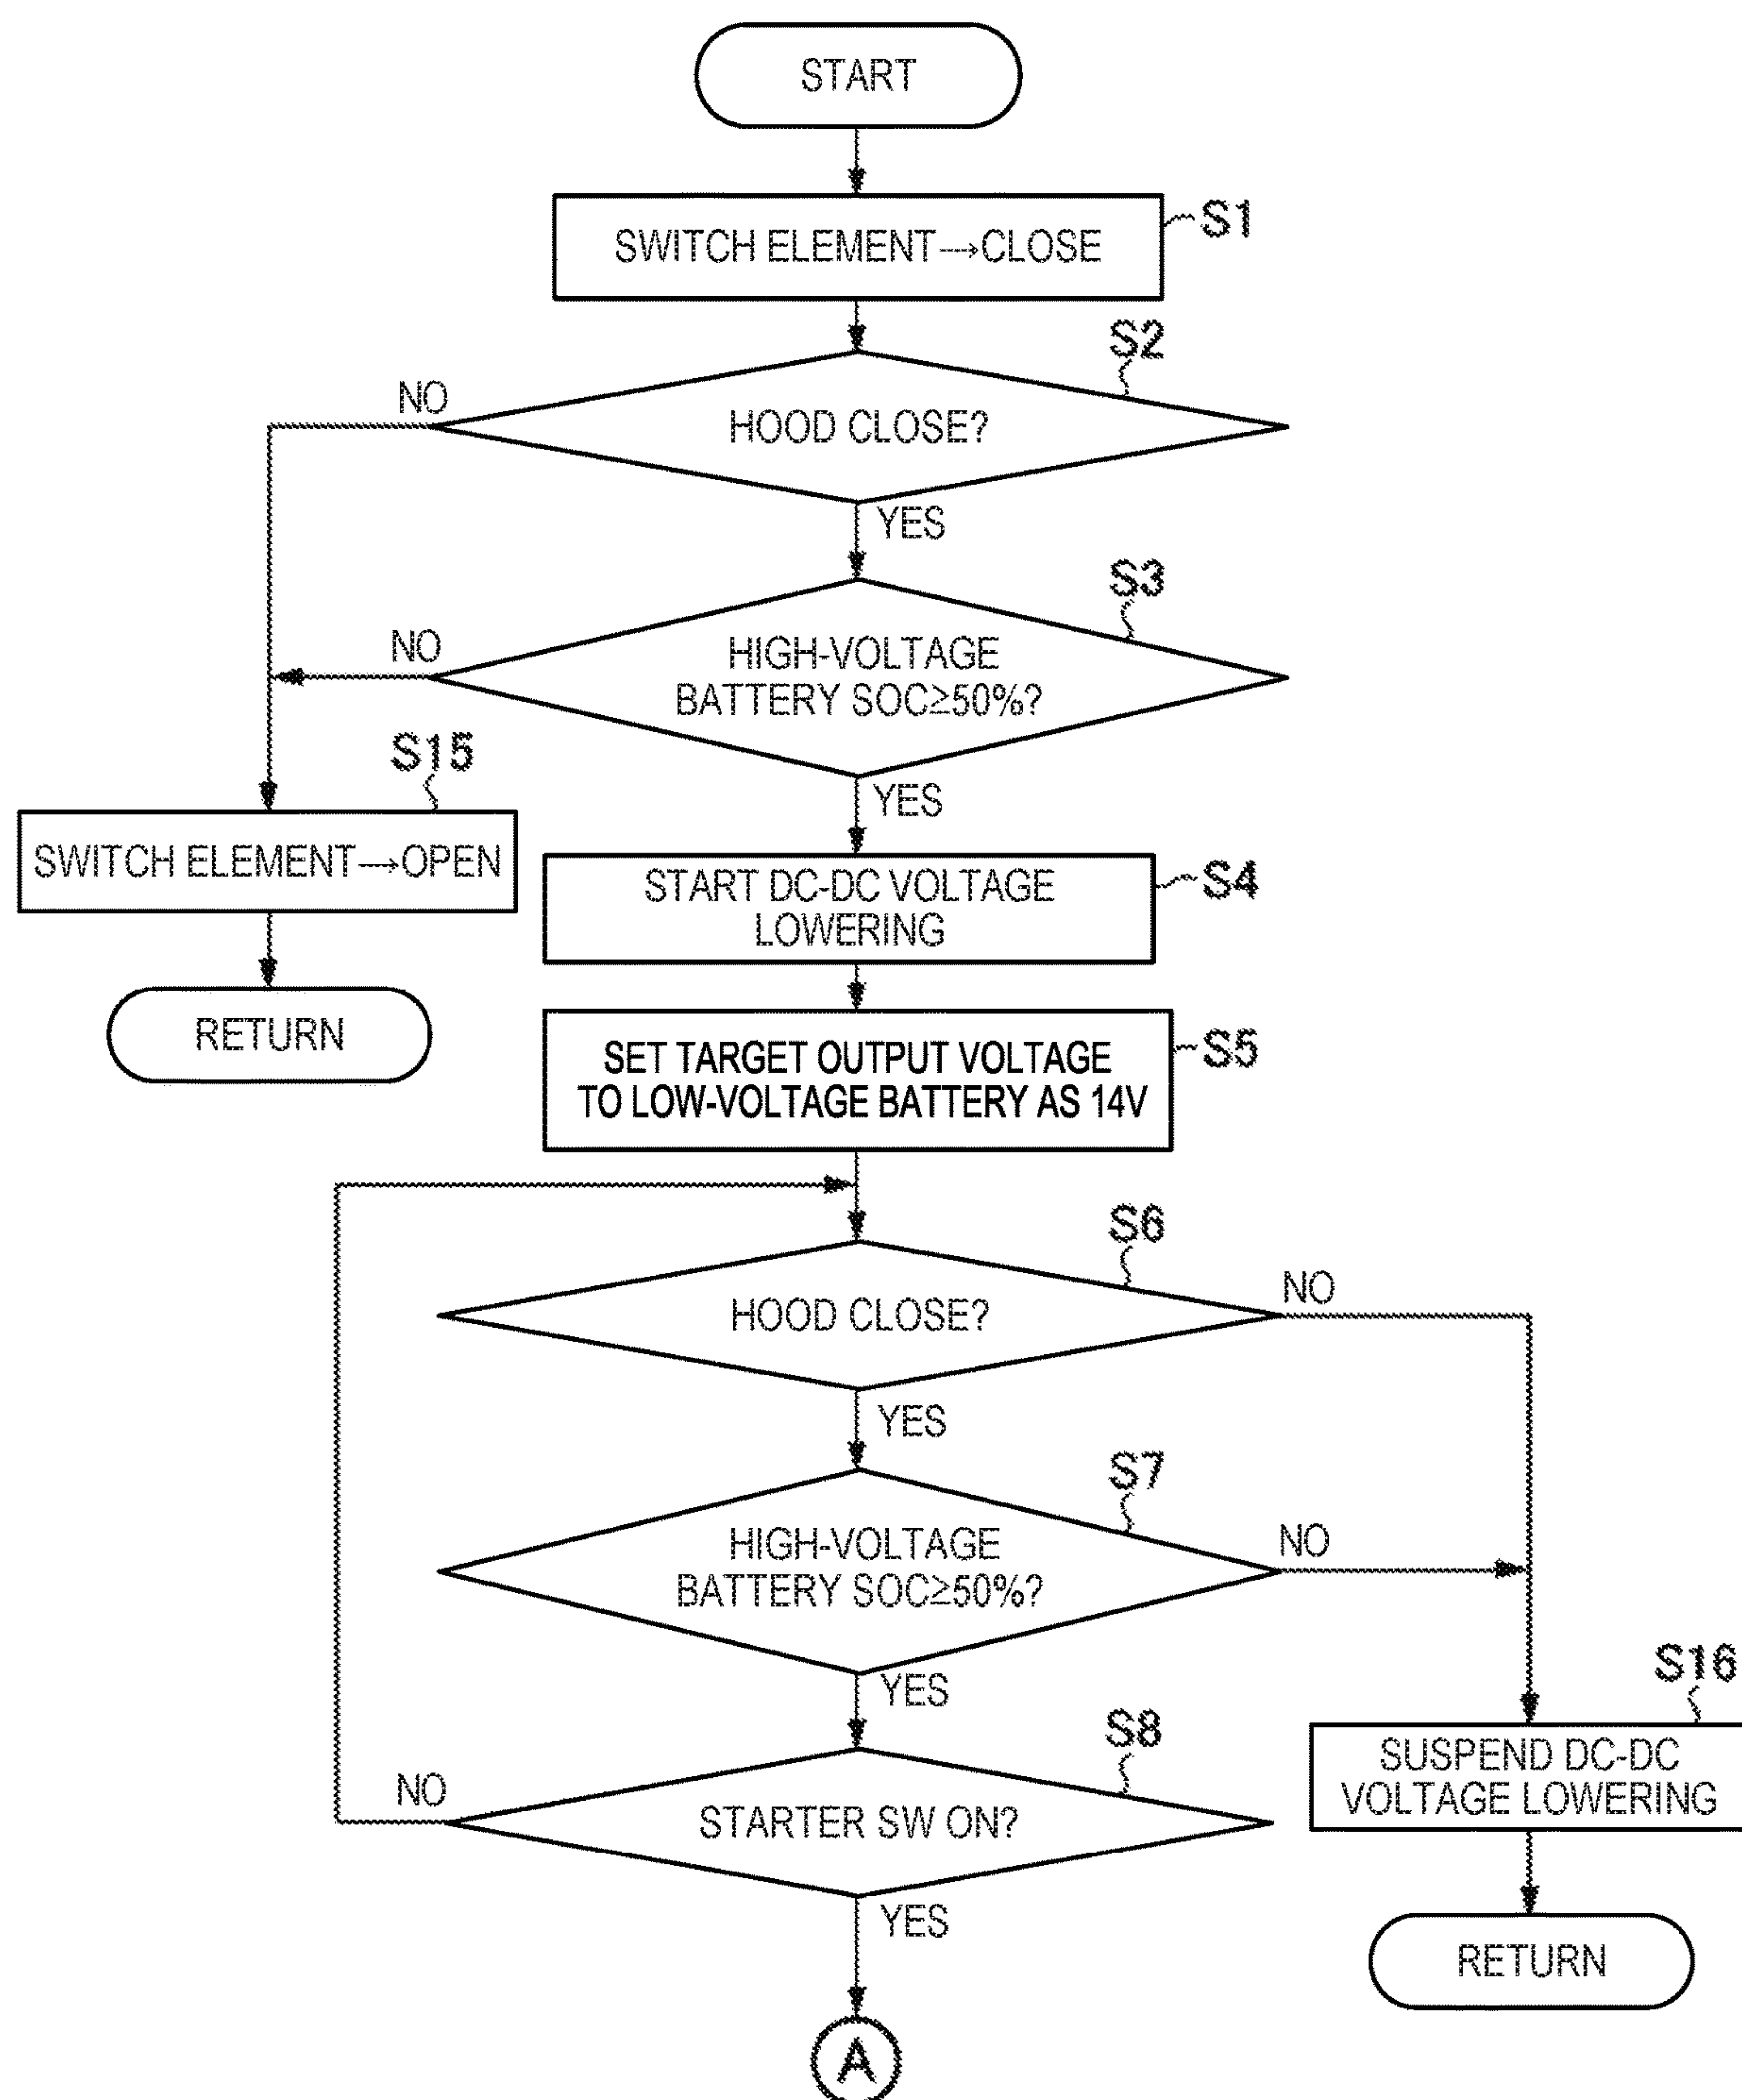 START
SWITCH ELEMENT→CLOSE
S1
S2
NO
HOOD CLOSE?
YES
S3
NO
HIGH-VOLTAGE
BATTERY SOC≥50%?
YES
S15
SWITCH ELEMENT→OPEN
RETURN
START DC-DC VOLTAGE
LOWERING
S4
SET TARGET OUTPUT VOLTAGE
TO LOW-VOLTAGE BATTERY AS 14V
S5
S6
HOOD CLOSE?
NO
YES
S7
HIGH-VOLTAGE
BATTERY SOC≥50%?
NO
YES
S8
NO
STARTER SW ON?
YES
S16
SUSPEND DC-DC
VOLTAGE LOWERING
RETURN
A